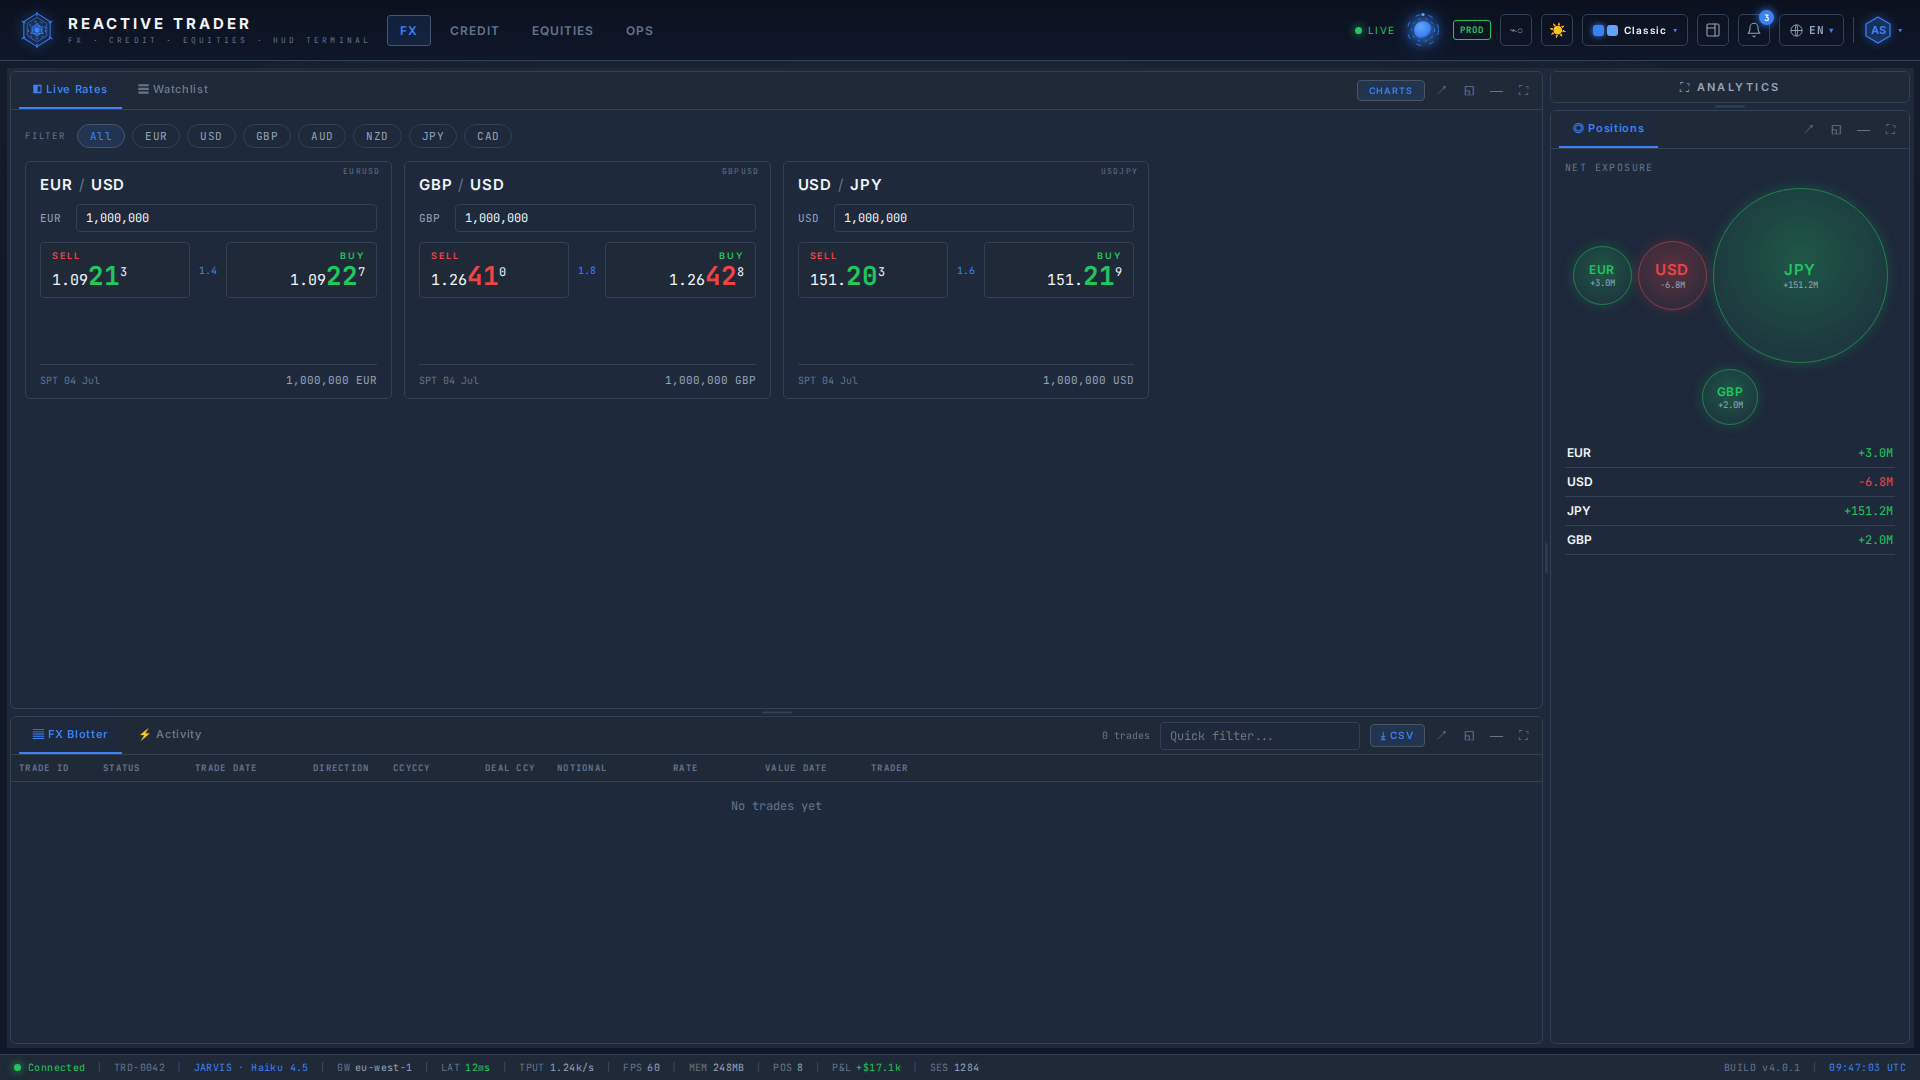 REACTIVE TRADER
FX · CREDIT · EQUITIES · HUD TERMINAL
FX CREDIT EQUITIES OPS
LIVE PROD Classic 3 EN AS
Live Rates Watchlist CHARTS
FILTER All EUR USD GBP AUD NZD JPY CAD
EURUSD
EUR / USD
EUR 1,000,000
SELL
1.09213
1.4
BUY
1.09227
SPT 04 Jul 1,000,000 EUR
GBPUSD
GBP / USD
GBP 1,000,000
SELL
1.26410
1.8
BUY
1.26428
SPT 04 Jul 1,000,000 GBP
USDJPY
USD / JPY
USD 1,000,000
SELL
151.203
1.6
BUY
151.219
SPT 04 Jul 1,000,000 USD
ANALYTICS
Positions
NET EXPOSURE
EUR
+3.0M
USD
-6.8M
JPY
+151.2M
GBP
+2.0M
EUR +3.0M
USD -6.8M
JPY +151.2M
GBP +2.0M
FX Blotter Activity 0 trades Quick filter... CSV
TRADE ID STATUS TRADE DATE DIRECTION CCYCCY DEAL CCY NOTIONAL RATE VALUE DATE TRADER
No trades yet
Connected TRD-0042 JARVIS · Haiku 4.5 GW eu-west-1 LAT 12ms TPUT 1.24k/s FPS 60 MEM 248MB POS 8 P&L +$17.1k SES 1284 BUILD v4.0.1 09:47:03 UTC